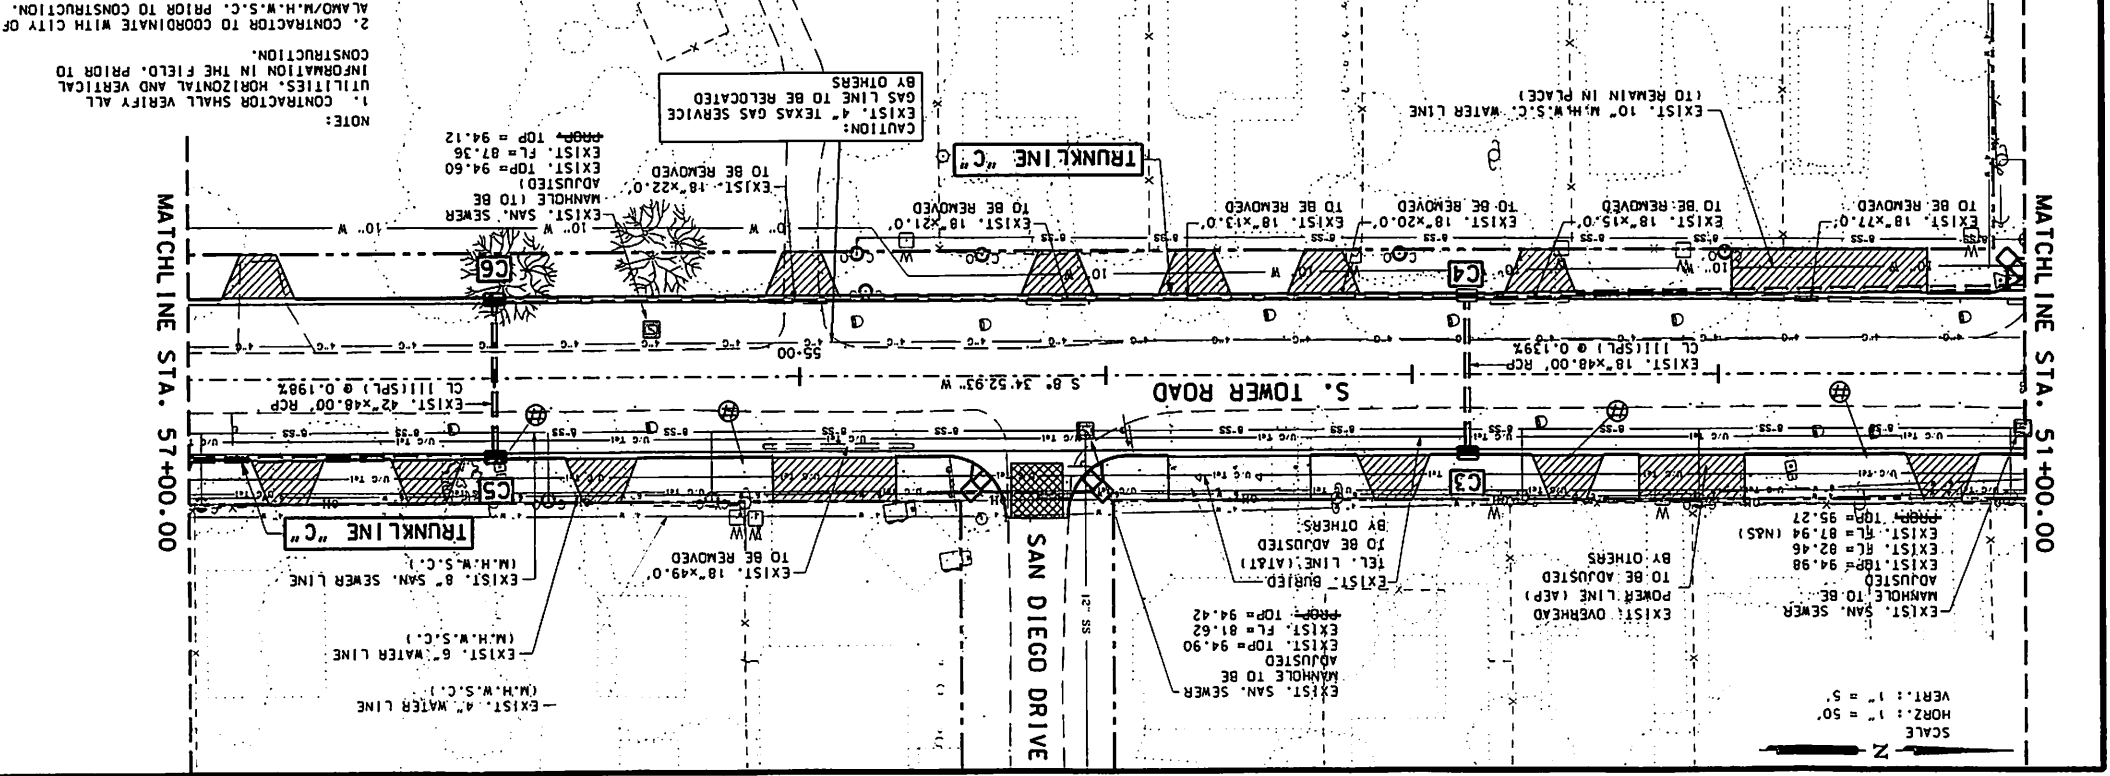 SCALE
HORZ.: 1" = 50'
VERT.: 1" = 5'
N
MATCHLINE STA. 51+00.00
EXIST. SAN. SEWER
MANHOLE TO BE
ADJUSTED
EXIST. TOP= 94.98
EXIST. FL= 82.46
EXIST. FL= 87.94 (N&S)
PROP. TOP= 95.27
EXIST. OVERHEAD
POWER LINE (AEP)
TO BE ADJUSTED
BY OTHERS
EXIST. SAN. SEWER
MANHOLE TO BE
ADJUSTED
EXIST. TOP= 94.90
EXIST. FL= 81.62
PROP. TOP= 94.42
EXIST. BURIED
TEL. LINE (AT&T)
TO BE ADJUSTED
BY OTHERS
SAN DIEGO DRIVE
12" SS
EXIST. 4" WATER LINE
(M.H.W.S.C.)
EXIST. 6" WATER LINE
(M.H.W.S.C.)
EXIST. 8" SAN. SEWER LINE
(M.H.W.S.C.)
EXIST. 18"x49.0'
TO BE REMOVED
TRUNKLINE "C"
C3
C5
S. TOWER ROAD
S 8° 34'52.93" W
55+00
EXIST. 18"x48.00' RCP
CL III(SPL) @ 0.139%
EXIST. 42"x48.00' RCP
CL III(SPL) @ 0.198%
C4
C6
EXIST. 18"x77.0'
TO BE REMOVED
EXIST. 18"x15.0'
TO BE REMOVED
EXIST. 18"x20.0'
TO BE REMOVED
EXIST. 18"x13.0'
TO BE REMOVED
EXIST. 18"x21.0'
TO BE REMOVED
EXIST. 18"x22.0'
TO BE REMOVED
EXIST. SAN. SEWER
MANHOLE (TO BE
ADJUSTED)
EXIST. TOP= 94.60
EXIST. FL= 87.36
PROP. TOP = 94.12
EXIST. 10" M.H.W.S.C. WATER LINE
(TO REMAIN IN PLACE)
TRUNKLINE "C"
CAUTION:
EXIST. 4" TEXAS GAS SERVICE
GAS LINE TO BE RELOCATED
BY OTHERS
MATCHLINE STA. 57+00.00
NOTE:
1. CONTRACTOR SHALL VERIFY ALL
UTILITIES. HORIZONTAL AND VERTICAL
INFORMATION IN THE FIELD. PRIOR TO
CONSTRUCTION.
2. CONTRACTOR TO COORDINATE WITH CITY OF
ALAMO/M.H.W.S.C. PRIOR TO CONSTRUCTION.